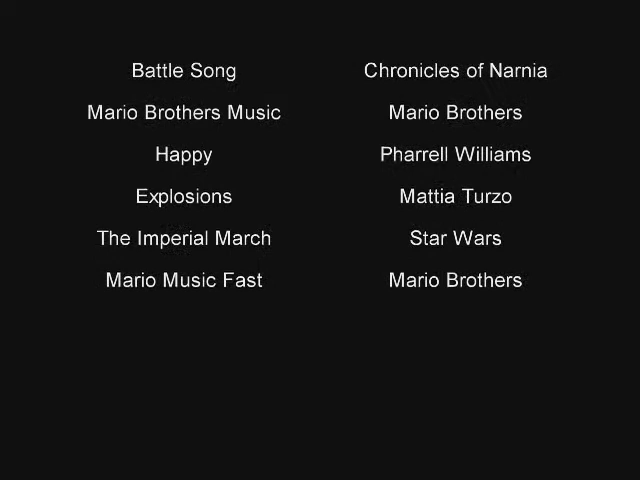 Battle Song Chronicles of Narnia
Mario Brothers Music Mario Brothers
Happy Pharrell Williams
Explosions Mattia Turzo
The Imperial March Star Wars
Mario Music Fast Mario Brothers